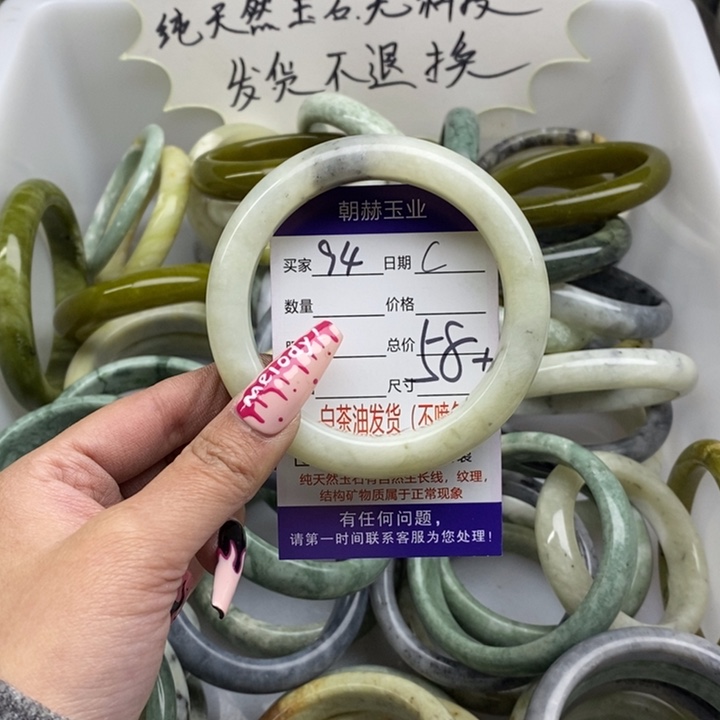 纯天然玉石.无
发货不退换
朝赫玉业
买家 94 日期 C
数量 价格
总价 58+
尺寸
melody
白茶油发货(不喷
纯天然玉石有自然生长线,纹理,
结构矿物质属于正常现象
有任何问题,
请第一时间联系客服为您处理!